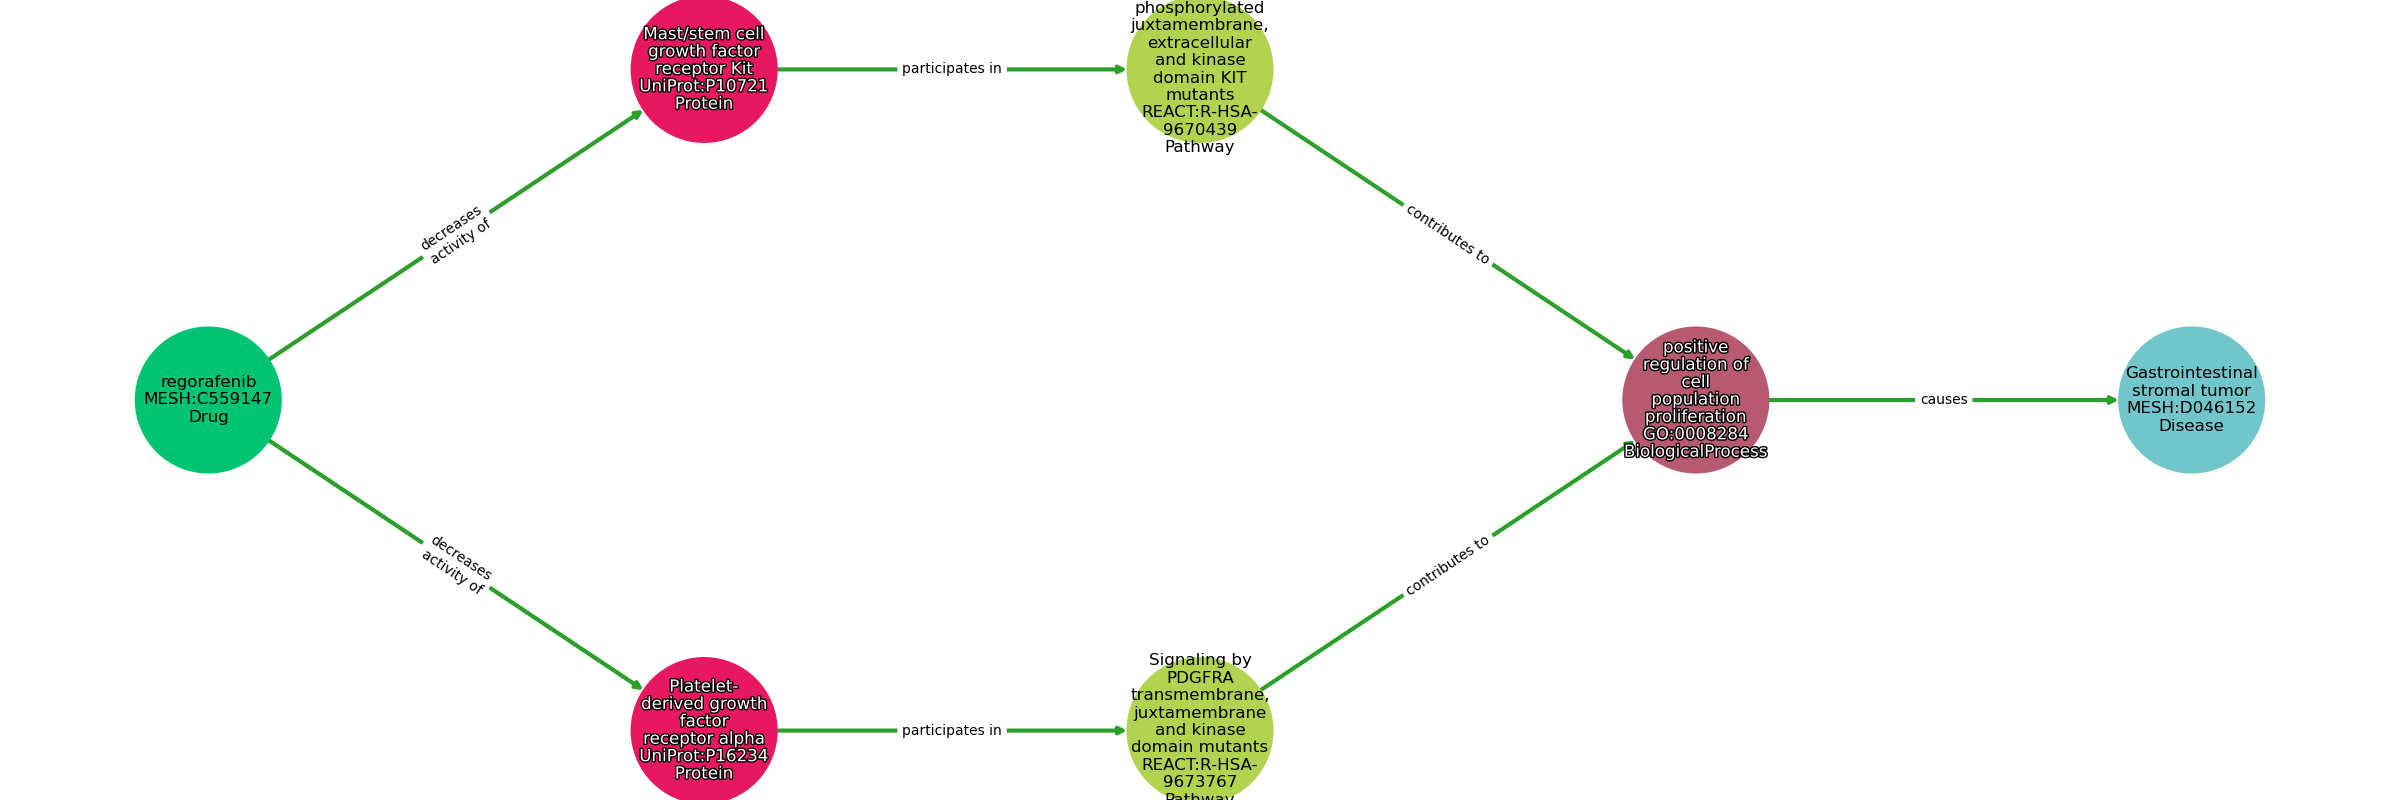 Mast/stem cell
growth factor
receptor Kit
UniProt:P10721
Protein
participates in
phosphorylated
juxtamembrane,
extracellular
and kinase
domain KIT
mutants
REACT:R-HSA-
9670439
Pathway
decreases
activity of
contributes to
regorafenib
MESH:C559147
Drug
positive
regulation of
cell
population
proliferation
GO:0008284
BiologicalProcess
causes
Gastrointestinal
stromal tumor
MESH:D046152
Disease
decreases
activity of
contributes to
Platelet-
derived growth
factor
receptor alpha
UniProt:P16234
Protein
participates in
Signaling by
PDGFRA
transmembrane,
juxtamembrane
and kinase
domain mutants
REACT:R-HSA-
9673767
Pathway